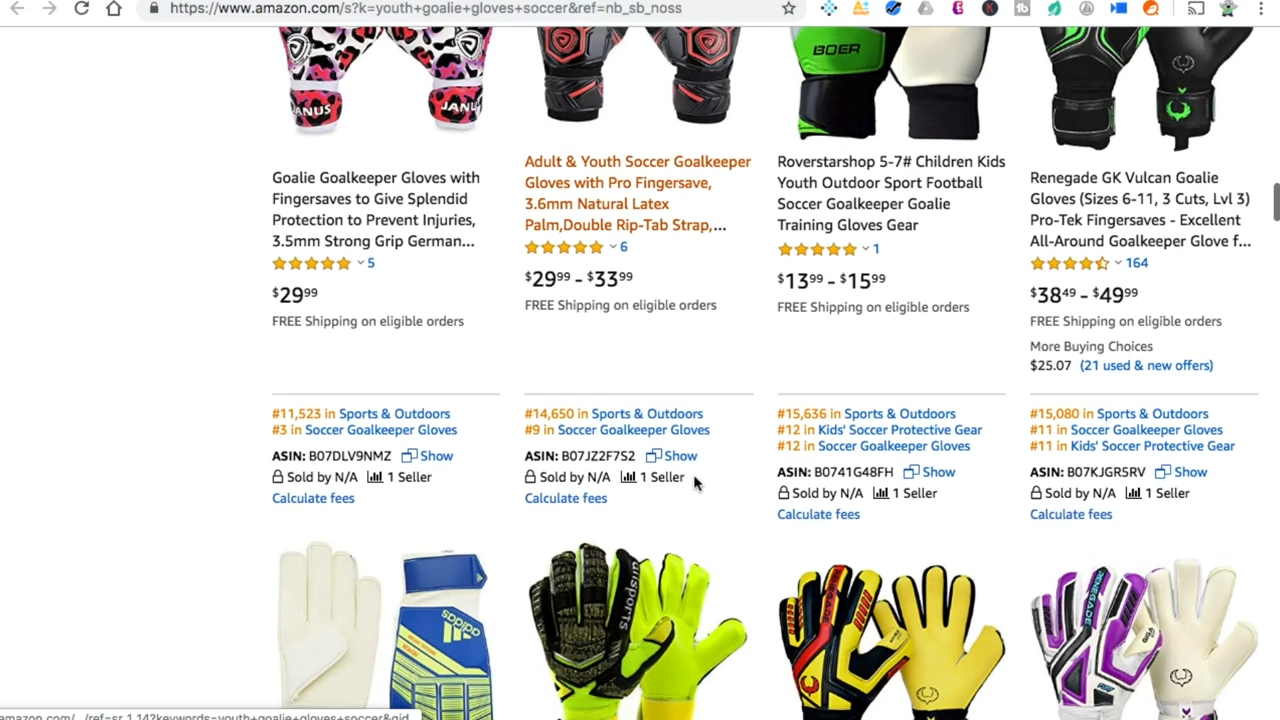 https://www.amazon.com/s?k=youth+goalie+gloves+soccer&ref=nb_sb_noss
JANUS
JANU
BOER
Goalie Goalkeeper Gloves with
Fingersaves to Give Splendid
Protection to Prevent Injuries,
3.5mm Strong Grip German...
5
$29 99
FREE Shipping on eligible orders
#11,523 in Sports & Outdoors
#3 in Soccer Goalkeeper Gloves
ASIN: B07DLV9NMZ Show
Sold by N/A 1 Seller
Calculate fees
Adult & Youth Soccer Goalkeeper
Gloves with Pro Fingersave,
3.6mm Natural Latex
Palm,Double Rip-Tab Strap,...
6
$29 99 - $33 99
FREE Shipping on eligible orders
#14,650 in Sports & Outdoors
#9 in Soccer Goalkeeper Gloves
ASIN: B07JZ2F7S2 Show
Sold by N/A 1 Seller
Calculate fees
Roverstarshop 5-7# Children Kids
Youth Outdoor Sport Football
Soccer Goalkeeper Goalie
Training Gloves Gear
1
$13 99 - $15 99
FREE Shipping on eligible orders
#15,636 in Sports & Outdoors
#12 in Kids' Soccer Protective Gear
#12 in Soccer Goalkeeper Gloves
ASIN: B0741G48FH Show
Sold by N/A 1 Seller
Calculate fees
Renegade GK Vulcan Goalie
Gloves (Sizes 6-11, 3 Cuts, Lvl 3)
Pro-Tek Fingersaves - Excellent
All-Around Goalkeeper Glove f...
164
$38 49 - $49 99
FREE Shipping on eligible orders
More Buying Choices
$25.07 (21 used & new offers)
#15,080 in Sports & Outdoors
#11 in Soccer Goalkeeper Gloves
#11 in Kids' Soccer Protective Gear
ASIN: B07KJGR5RV Show
Sold by N/A 1 Seller
Calculate fees
adidas
RENEGADE
RENEGADE
amazon.com/.../ref=sr_1_14?keywords=youth+goalie+gloves+soccer&qid